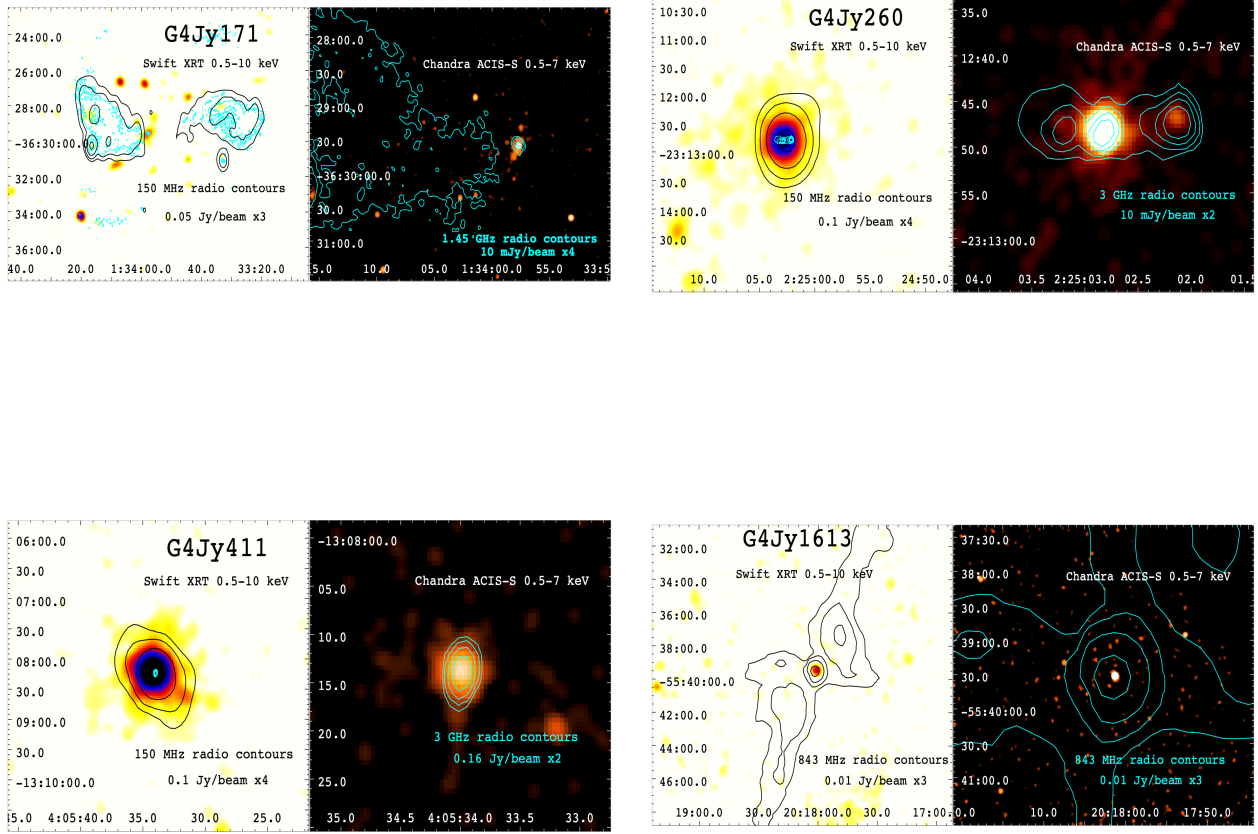 G4Jy171
Swift XRT 0.5-10 keV
24:00.0
26:00.0
28:00.0
-36:30:00.0
32:00.0
34:00.0
36:00.0
150 MHz radio contours
0.05 Jy/beam x3
40.0 20.0 1:34:00.0 40.0 33:20.0
Chandra ACIS-S 0.5-7 keV
28:00.0
30.0
29:00.0
30.0
-36:30:00.0
30.0
31:00.0
1.45 GHz radio contours
10 mJy/beam x4
5.0 10.0 05.0 1:34:00.0 55.0 33:5
G4Jy260
Swift XRT 0.5-10 keV
10:30.0
11:00.0
30.0
12:00.0
30.0
-23:13:00.0
30.0
14:00.0
30.0
150 MHz radio contours
0.1 Jy/beam x4
10.0 05.0 2:25:00.0 55.0 24:50.0
35.0
Chandra ACIS-S 0.5-7 keV
12:40.0
45.0
50.0
55.0
-23:13:00.0
3 GHz radio contours
10 mJy/beam x2
04.0 03.5 2:25:03.0 02.5 02.0 01.5
G4Jy411
Swift XRT 0.5-10 keV
06:00.0
30.0
07:00.0
30.0
08:00.0
30.0
09:00.0
30.0
-13:10:00.0
150 MHz radio contours
0.1 Jy/beam x4
5.0 4:05:40.0 35.0 30.0 25.0
-13:08:00.0
Chandra ACIS-S 0.5-7 keV
05.0
10.0
15.0
20.0
25.0
3 GHz radio contours
0.16 Jy/beam x2
35.0 34.5 4:05:34.0 33.5 33.0
G4Jy1613
Swift XRT 0.5-10 keV
32:00.0
34:00.0
36:00.0
38:00.0
-55:40:00.0
42:00.0
44:00.0
46:00.0
843 MHz radio contours
0.01 Jy/beam x3
19:00.0 30.0 20:18:00.0 30.0 17:00.0
37:30.0
Chandra ACIS-S 0.5-7 keV
38:00.0
30.0
39:00.0
30.0
-55:40:00.0
30.0
41:00.0
843 MHz radio contours
0.01 Jy/beam x3
0.0 10.0 20:18:00.0 17:50.0